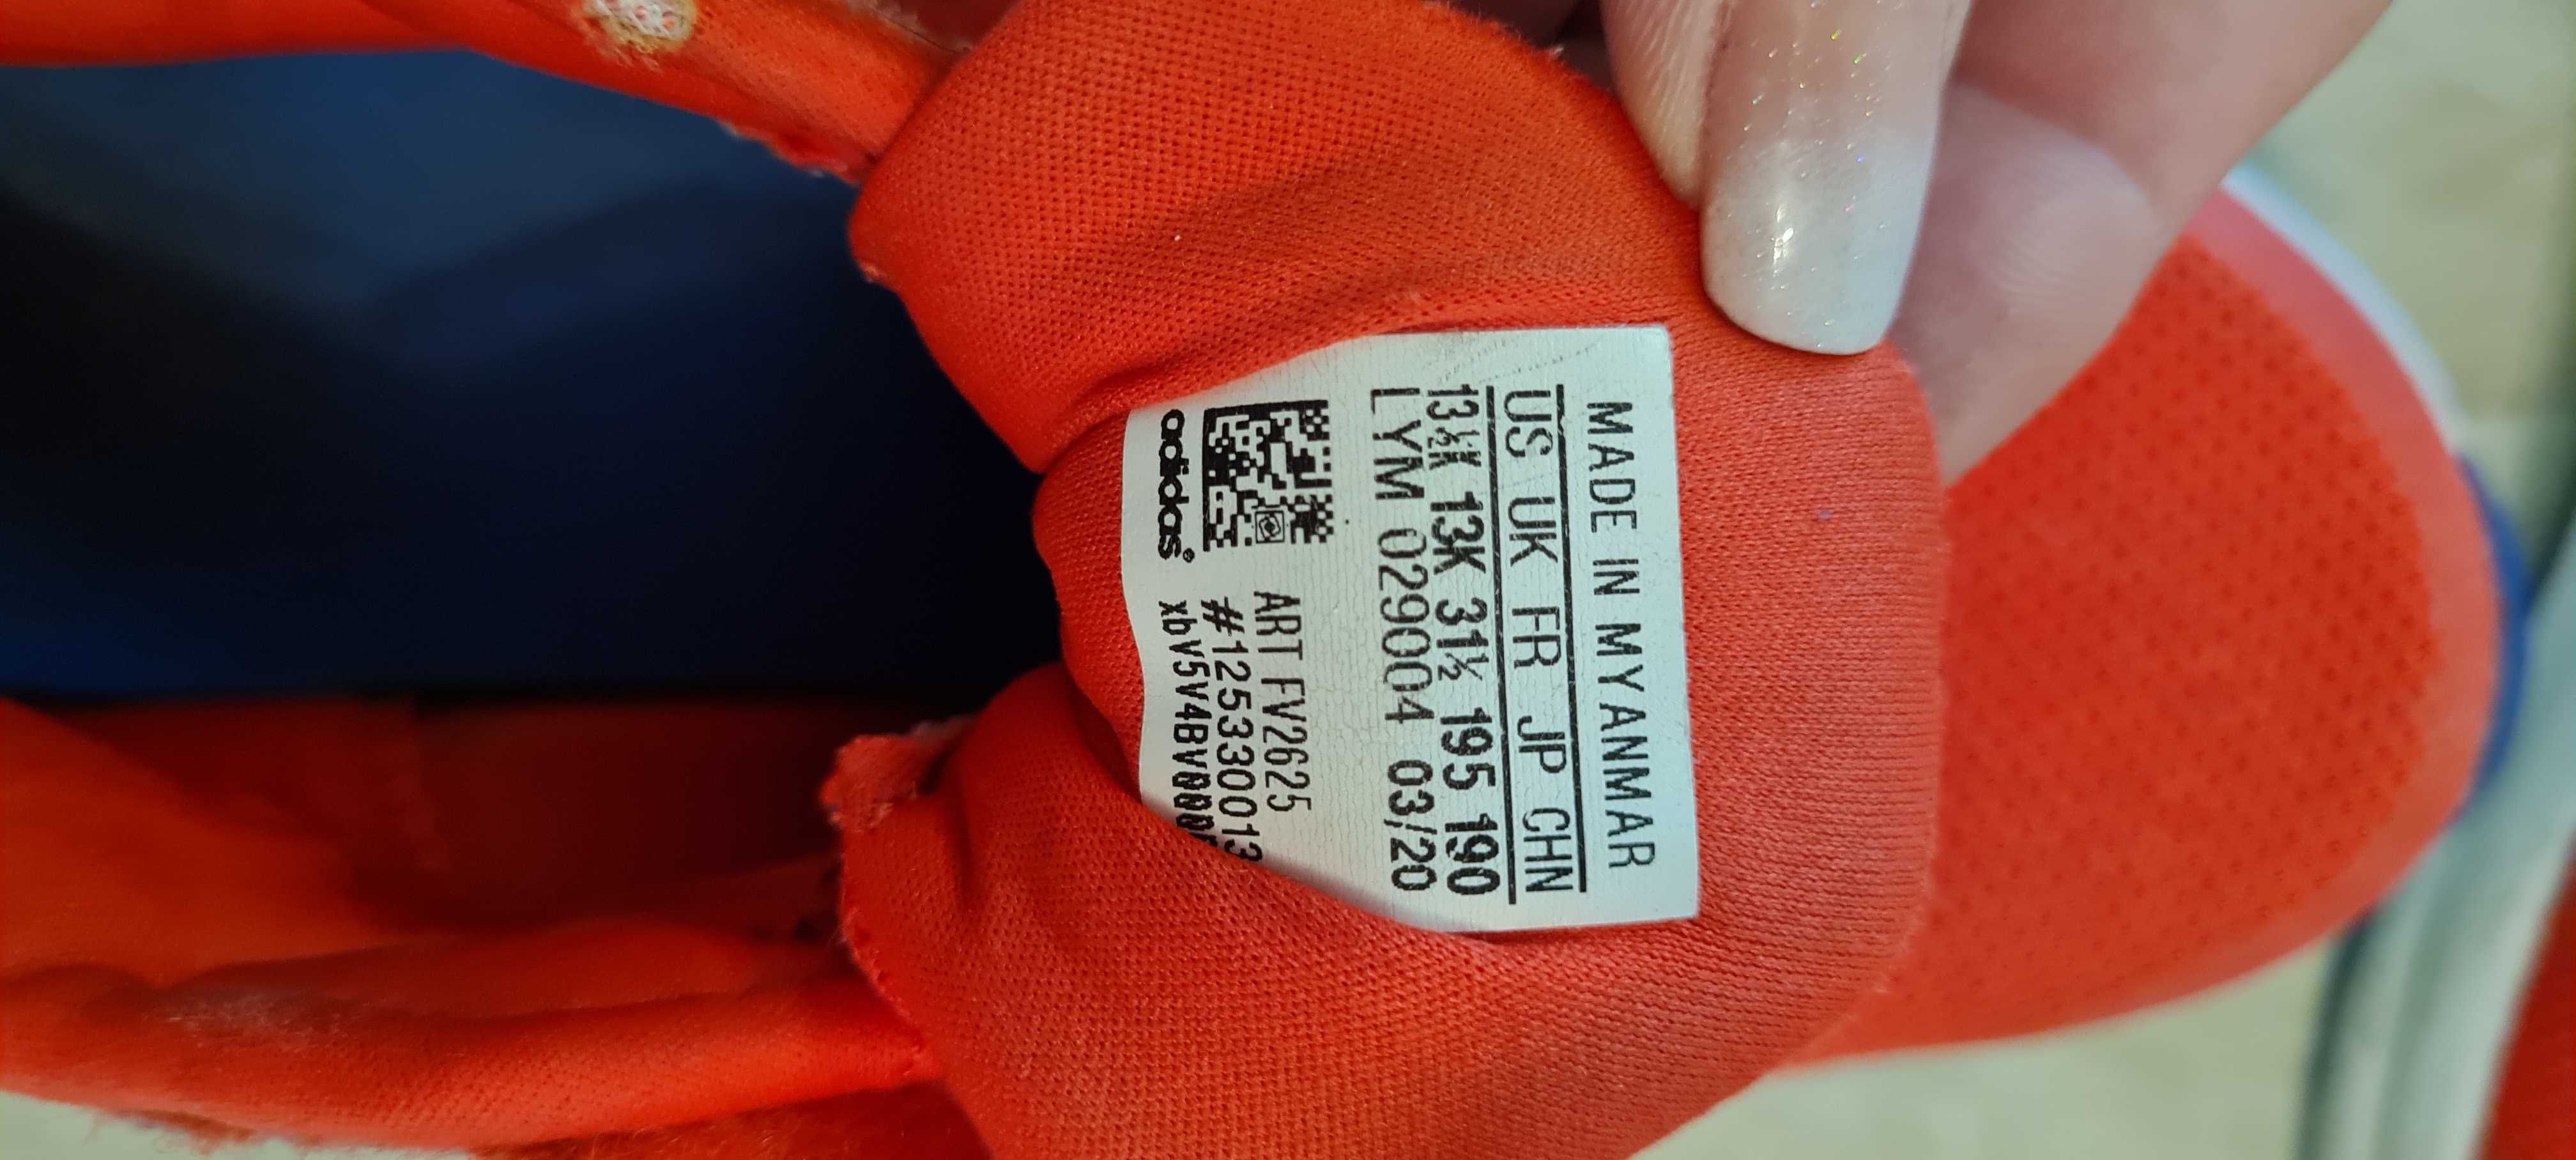 MADE IN MYANMAR
US UK FR JP CHN
13½K 13K 31½ 195 190
LYM 029004 03/20
ART FV2625
#125330013
adidas